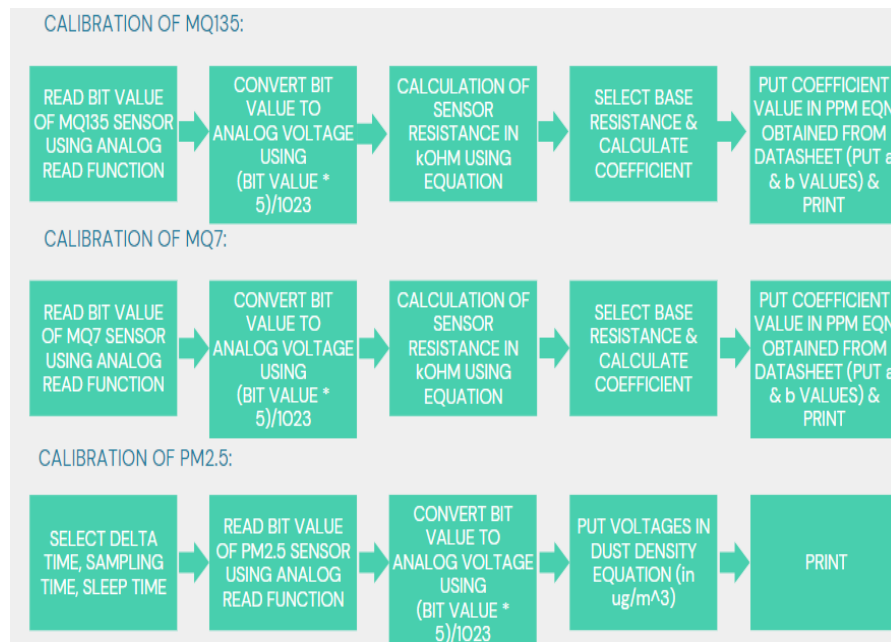 CALIBRATION OF MQ135:
READ BIT VALUE
OF MQ135 SENSOR
USING ANALOG
READ FUNCTION
CONVERT BIT
VALUE TO
ANALOG VOLTAGE
USING
(BIT VALUE *
5)/1023
CALCULATION OF
SENSOR
RESISTANCE IN
kOHM USING
EQUATION
SELECT BASE
RESISTANCE &
CALCULATE
COEFFICIENT
PUT COEFFICIENT
VALUE IN PPM EQN
OBTAINED FROM
DATASHEET (PUT a
& b VALUES) &
PRINT
CALIBRATION OF MQ7:
READ BIT VALUE
OF MQ7 SENSOR
USING ANALOG
READ FUNCTION
CONVERT BIT
VALUE TO
ANALOG VOLTAGE
USING
(BIT VALUE *
5)/1023
CALCULATION OF
SENSOR
RESISTANCE IN
kOHM USING
EQUATION
SELECT BASE
RESISTANCE &
CALCULATE
COEFFICIENT
PUT COEFFICIENT
VALUE IN PPM EQN
OBTAINED FROM
DATASHEET (PUT a
& b VALUES) &
PRINT
CALIBRATION OF PM2.5:
SELECT DELTA
TIME, SAMPLING
TIME, SLEEP TIME
READ BIT VALUE
OF PM2.5 SENSOR
USING ANALOG
READ FUNCTION
CONVERT BIT
VALUE TO
ANALOG VOLTAGE
USING
(BIT VALUE *
5)/1023
PUT VOLTAGES IN
DUST DENSITY
EQUATION (in
ug/m^3)
PRINT